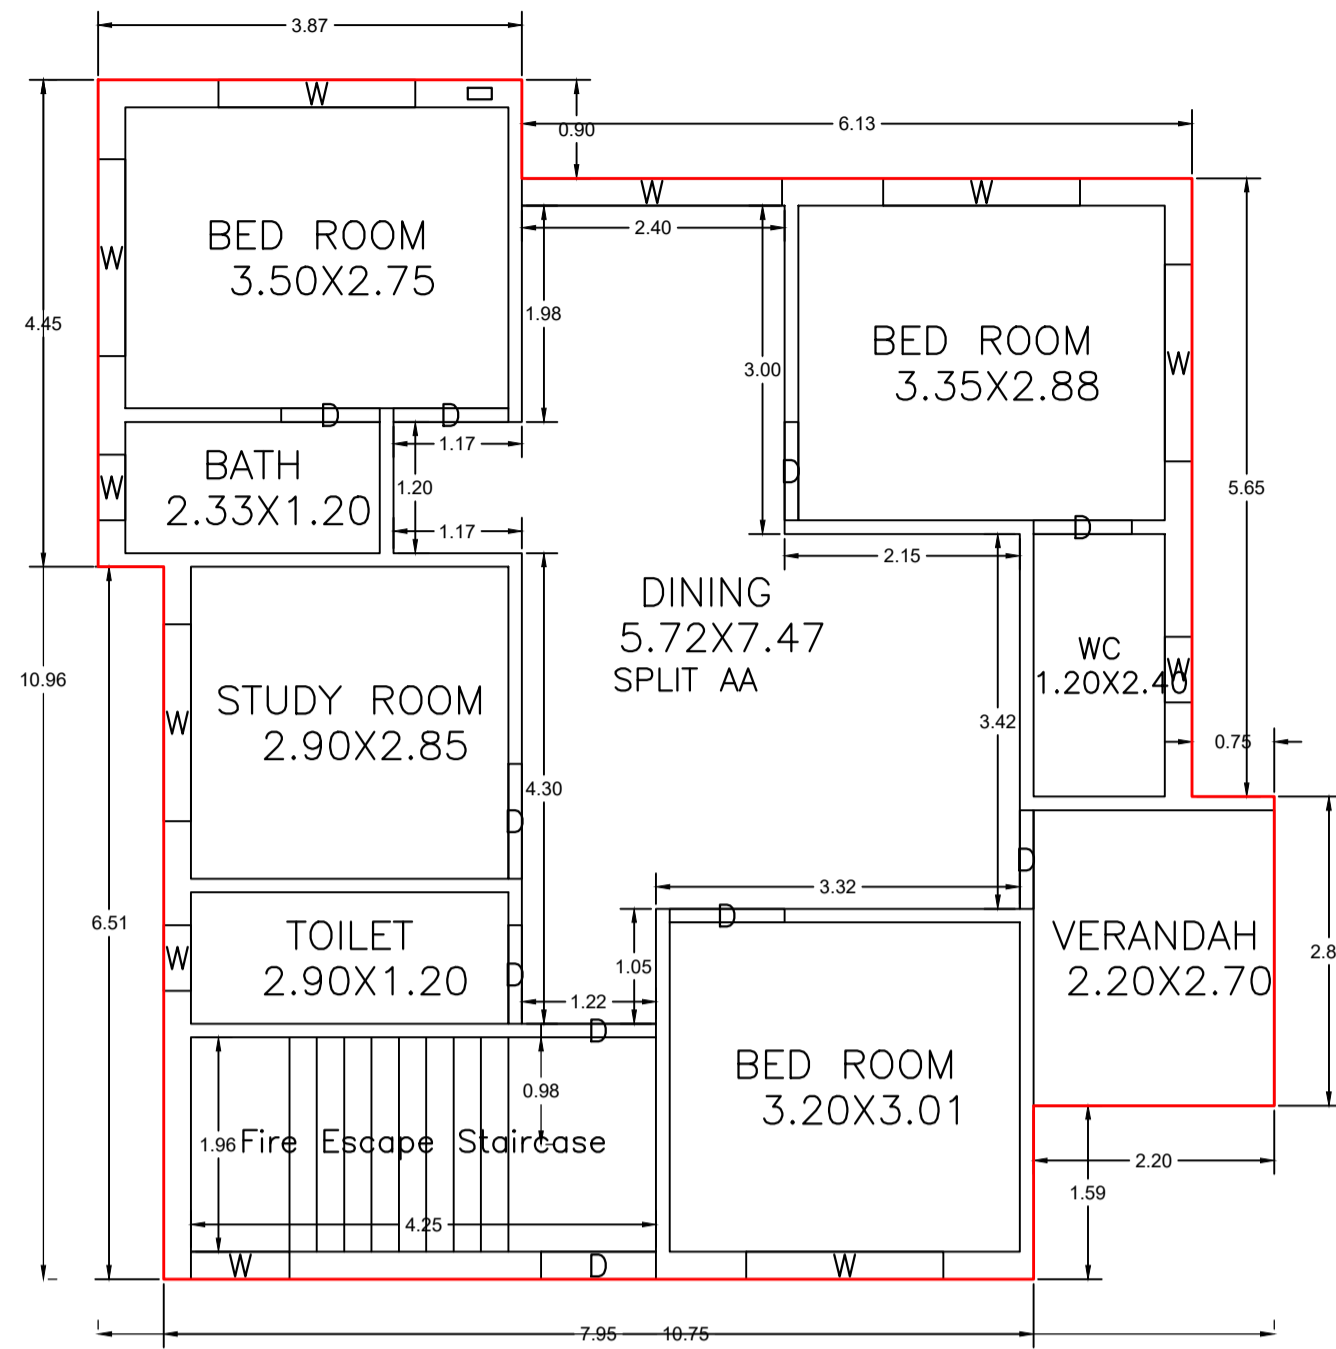 3.87
W
0.90
6.13
W
W
2.40
BED ROOM
3.50X2.75
W
1.98
4.45
3.00
BED ROOM
3.35X2.88
W
D
D
1.17
BATH
2.33X1.20
W
1.20
D
5.65
1.17
D
2.15
DINING
5.72X7.47
SPLIT AA
WC
1.20X2.40
W
10.96
STUDY ROOM
2.90X2.85
W
3.42
0.75
4.30
D
D
3.32
D
6.51
TOILET
2.90X1.20
W
D
1.05
1.22
VERANDAH
2.20X2.70
2.8
D
BED ROOM
3.20X3.01
0.98
1.96
Fire Escape Staircase
2.20
1.59
4.25
W
D
W
7.95
10.75